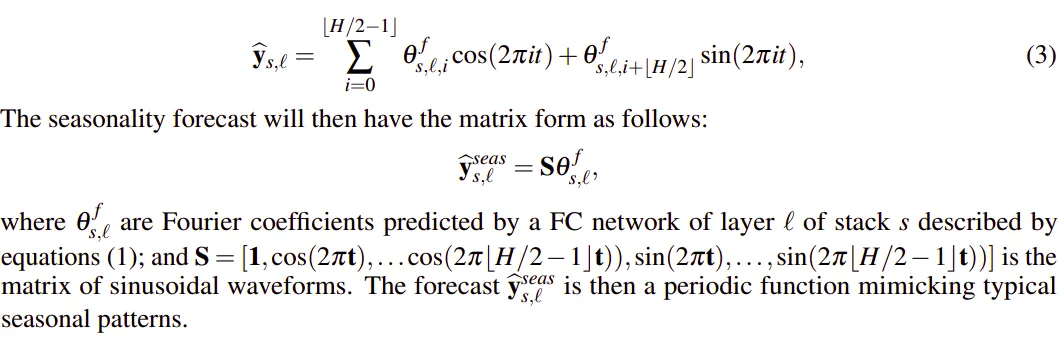 $$\widehat{\mathbf{y}}_{s,\ell} = \sum_{i=0}^{\lfloor H/2-1 \rfloor} \theta^f_{s,\ell,i} \cos(2\pi it) + \theta^f_{s,\ell,i+\lfloor H/2 \rfloor} \sin(2\pi it), \quad (3)$$
The seasonality forecast will then have the matrix form as follows:
$$\widehat{\mathbf{y}}^{seas}_{s,\ell} = \mathbf{S}\theta^f_{s,\ell},$$
where $\theta^f_{s,\ell}$ are Fourier coefficients predicted by a FC network of layer $\ell$ of stack $s$ described by
equations (1); and $\mathbf{S} = [\mathbf{1}, \cos(2\pi \mathbf{t}), \ldots \cos(2\pi \lfloor H/2-1 \rfloor \mathbf{t})), \sin(2\pi \mathbf{t}), \ldots, \sin(2\pi \lfloor H/2-1 \rfloor \mathbf{t}))]$ is the
matrix of sinusoidal waveforms. The forecast $\widehat{\mathbf{y}}^{seas}_{s,\ell}$ is then a periodic function mimicking typical
seasonal patterns.